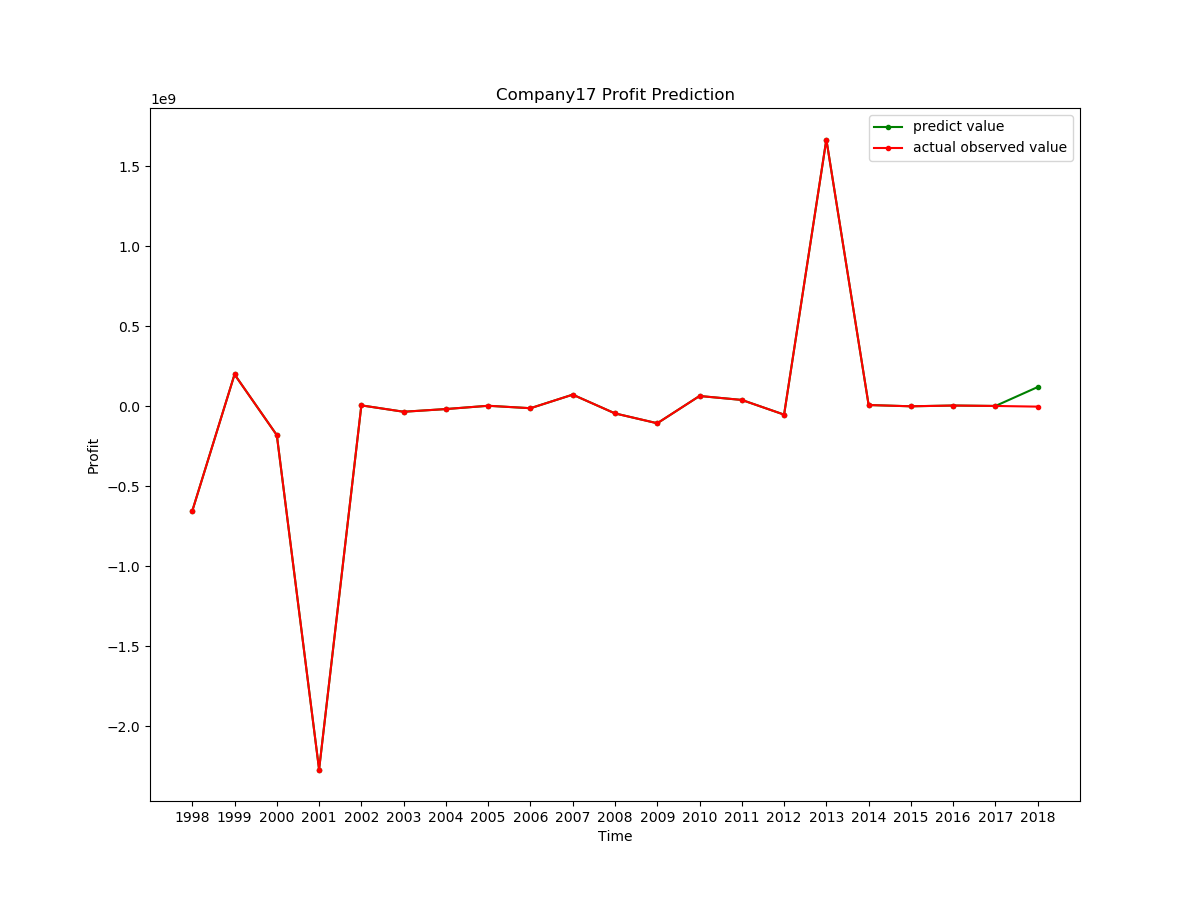 Company17 Profit Prediction
1e9
predict value
actual observed value
1.5
1.0
0.5
0.0
−0.5
−1.0
−1.5
−2.0
Profit
1998 1999 2000 2001 2002 2003 2004 2005 2006 2007 2008 2009 2010 2011 2012 2013 2014 2015 2016 2017 2018
Time